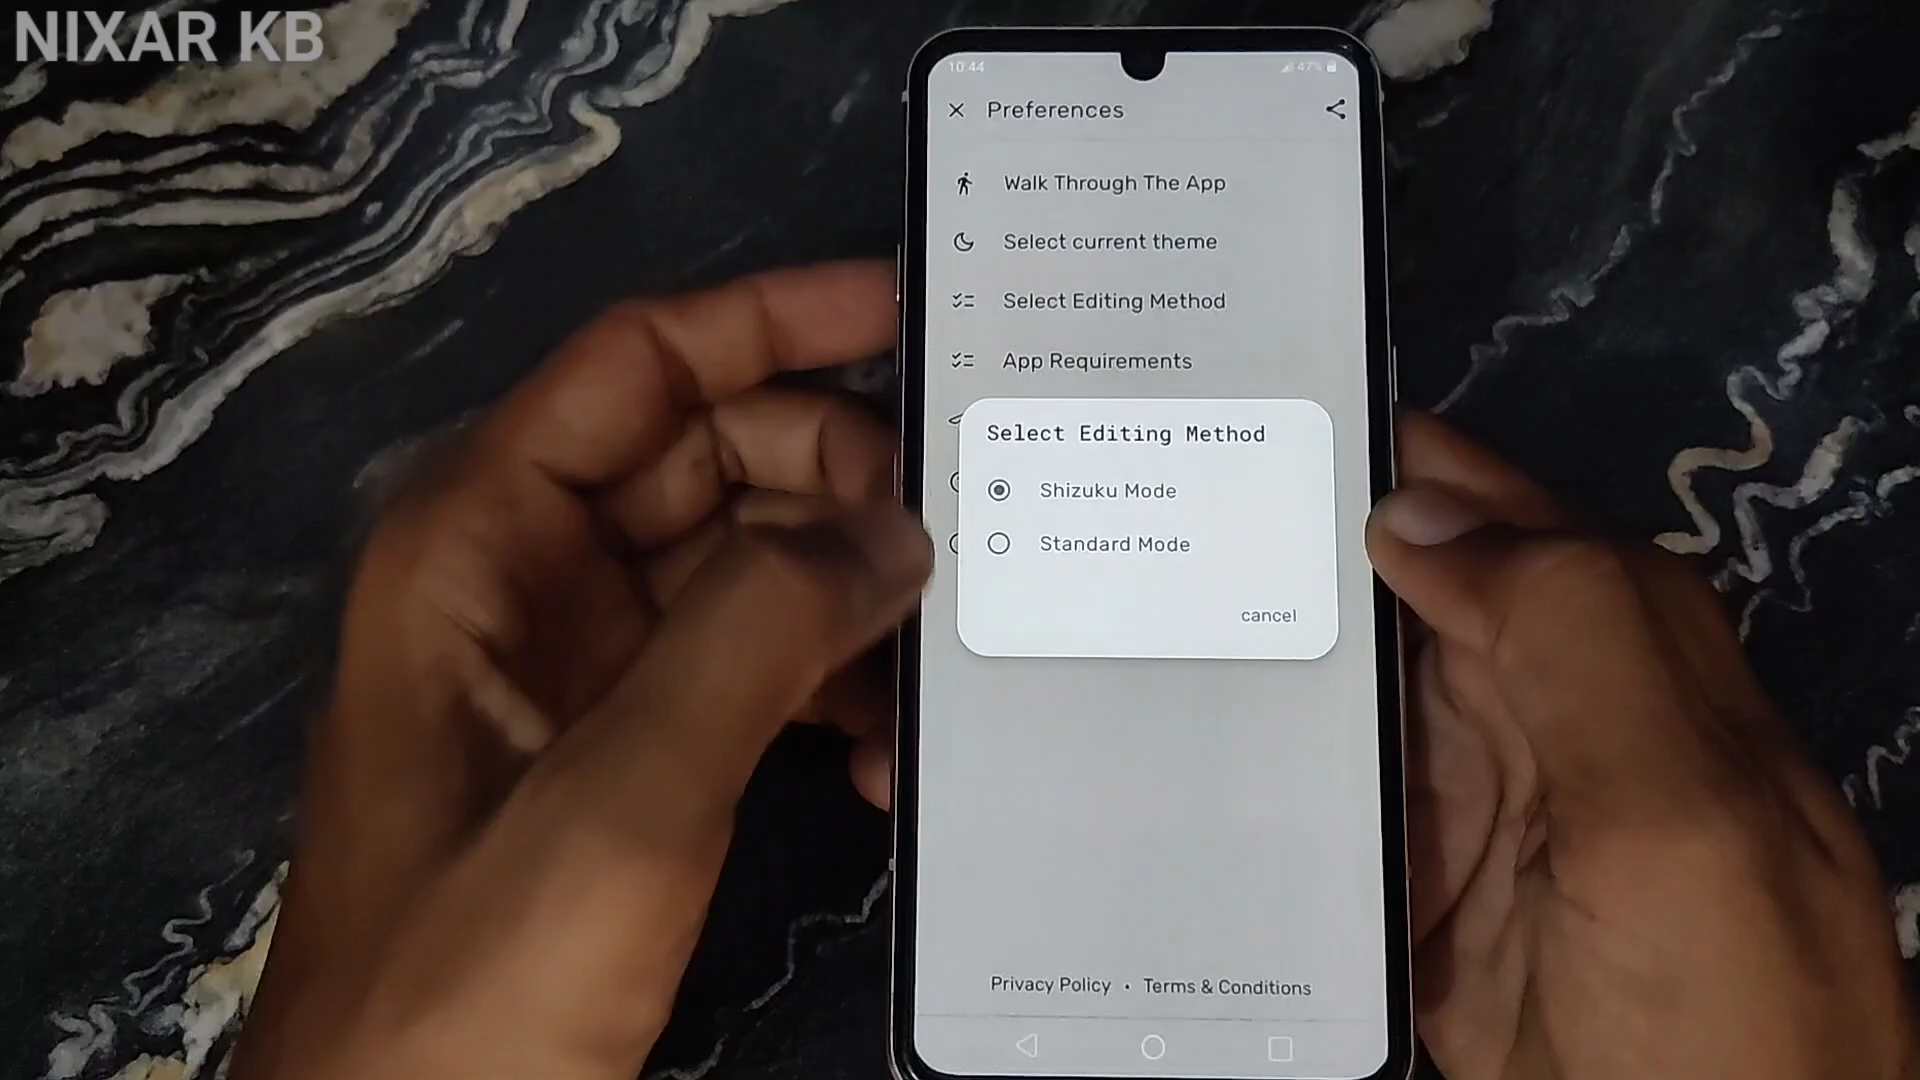 NIXAR KB
10:44
47%
Preferences
Walk Through The App
Select current theme
Select Editing Method
App Requirements
Select Editing Method
Shizuku Mode
Standard Mode
cancel
Privacy Policy • Terms & Conditions